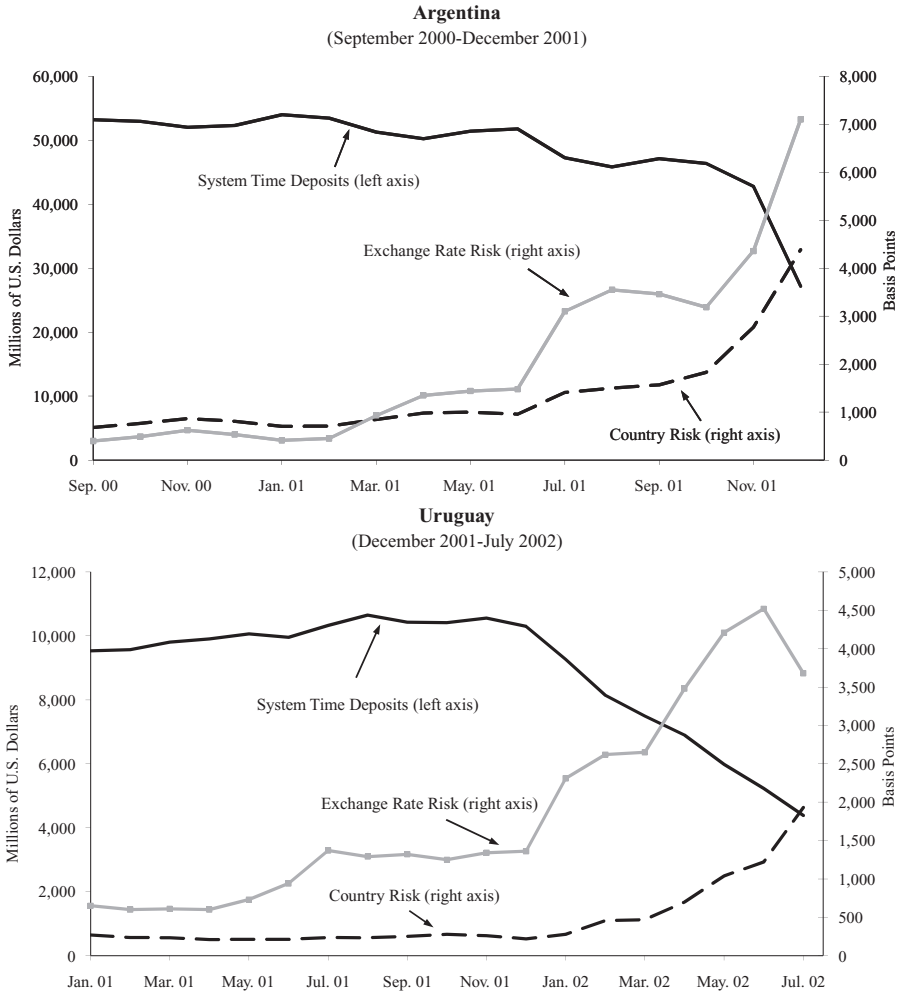 Argentina
(September 2000-December 2001)
60,000
50,000
40,000
30,000
20,000
10,000
0
Millions of U.S. Dollars
8,000
7,000
6,000
5,000
4,000
3,000
2,000
1,000
0
Basis Points
System Time Deposits (left axis)
Exchange Rate Risk (right axis)
Country Risk (right axis)
Sep. 00 Nov. 00 Jan. 01 Mar. 01 May. 01 Jul. 01 Sep. 01 Nov. 01
Uruguay
(December 2001-July 2002)
12,000
10,000
8,000
6,000
4,000
2,000
0
Millions of U.S. Dollars
5,000
4,500
4,000
3,500
3,000
2,500
2,000
1,500
1,000
500
0
Basis Points
System Time Deposits (left axis)
Exchange Rate Risk (right axis)
Country Risk (right axis)
Jan. 01 Mar. 01 May. 01 Jul. 01 Sep. 01 Nov. 01 Jan. 02 Mar. 02 May. 02 Jul. 02